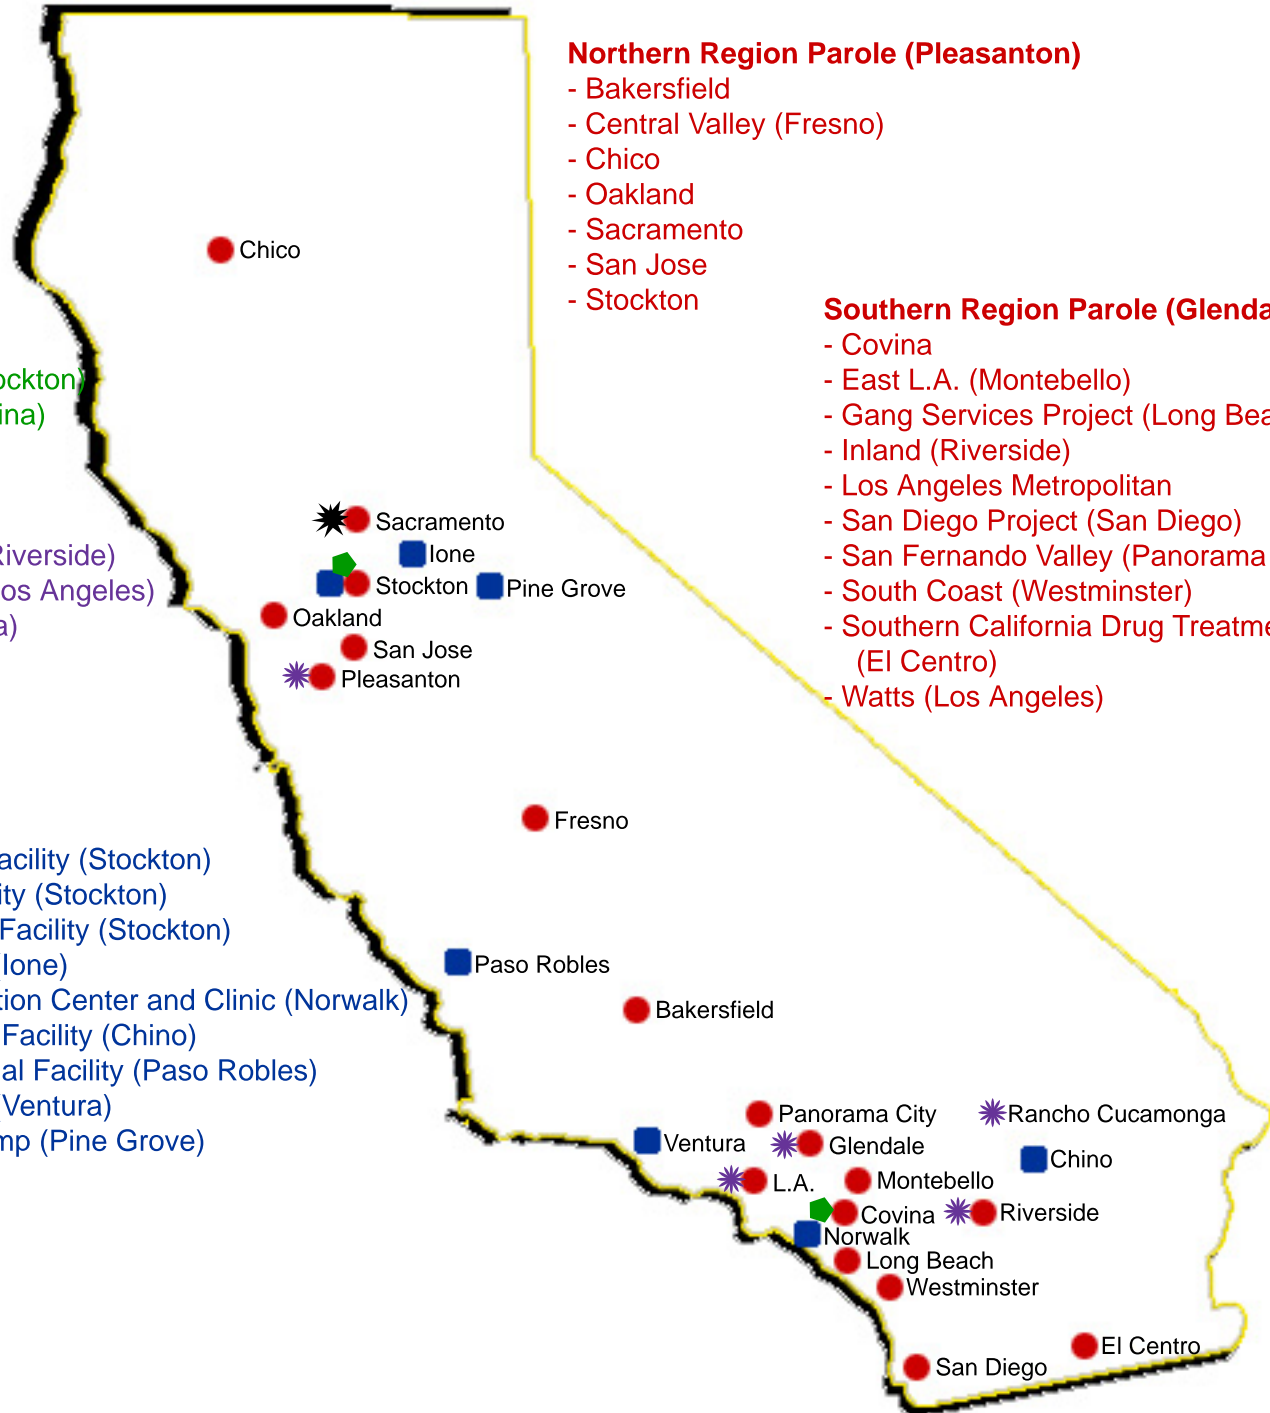 Northern Region Parole (Pleasanton)
- Bakersfield
- Central Valley (Fresno)
- Chico
- Oakland
- Sacramento
- San Jose
- Stockton
Southern Region Parole (Glenda
- Covina
- East L.A. (Montebello)
- Gang Services Project (Long Bea
- Inland (Riverside)
- Los Angeles Metropolitan
- San Diego Project (San Diego)
- San Fernando Valley (Panorama
- South Coast (Westminster)
- Southern California Drug Treatme
(El Centro)
- Watts (Los Angeles)
ockton)
ina)
Riverside)
os Angeles)
a)
acility (Stockton)
ity (Stockton)
Facility (Stockton)
Ione)
tion Center and Clinic (Norwalk)
Facility (Chino)
al Facility (Paso Robles)
Ventura)
mp (Pine Grove)
Chico
Sacramento
Ione
Stockton
Pine Grove
Oakland
San Jose
Pleasanton
Fresno
Paso Robles
Bakersfield
Panorama City
Rancho Cucamonga
Ventura
Glendale
Chino
L.A.
Montebello
Covina
Riverside
Norwalk
Long Beach
Westminster
El Centro
San Diego